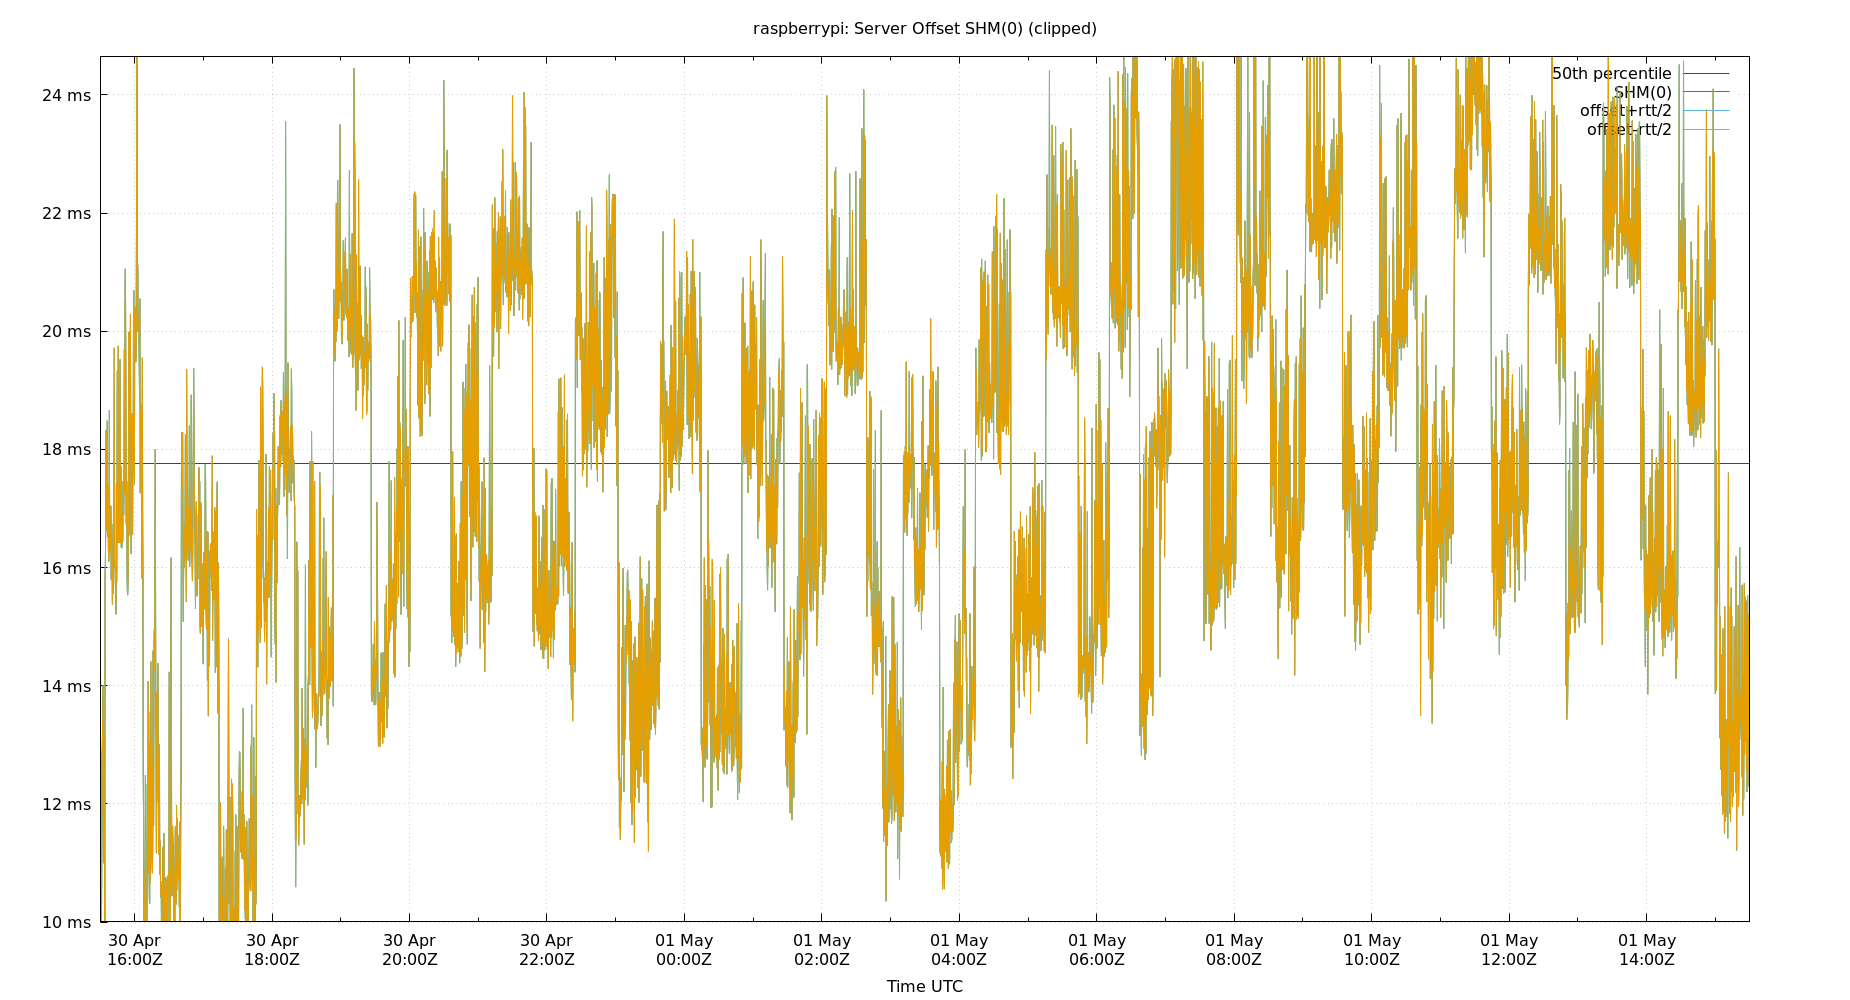 raspberrypi: Server Offset SHM(0) (clipped)
50th percentile
SHM(0)
offset+rtt/2
offset-rtt/2
24 ms
22 ms
20 ms
18 ms
16 ms
14 ms
12 ms
10 ms
30 Apr 30 Apr 30 Apr 30 Apr 01 May 01 May 01 May 01 May 01 May 01 May 01 May 01 May
16:00Z 18:00Z 20:00Z 22:00Z 00:00Z 02:00Z 04:00Z 06:00Z 08:00Z 10:00Z 12:00Z 14:00Z
Time UTC